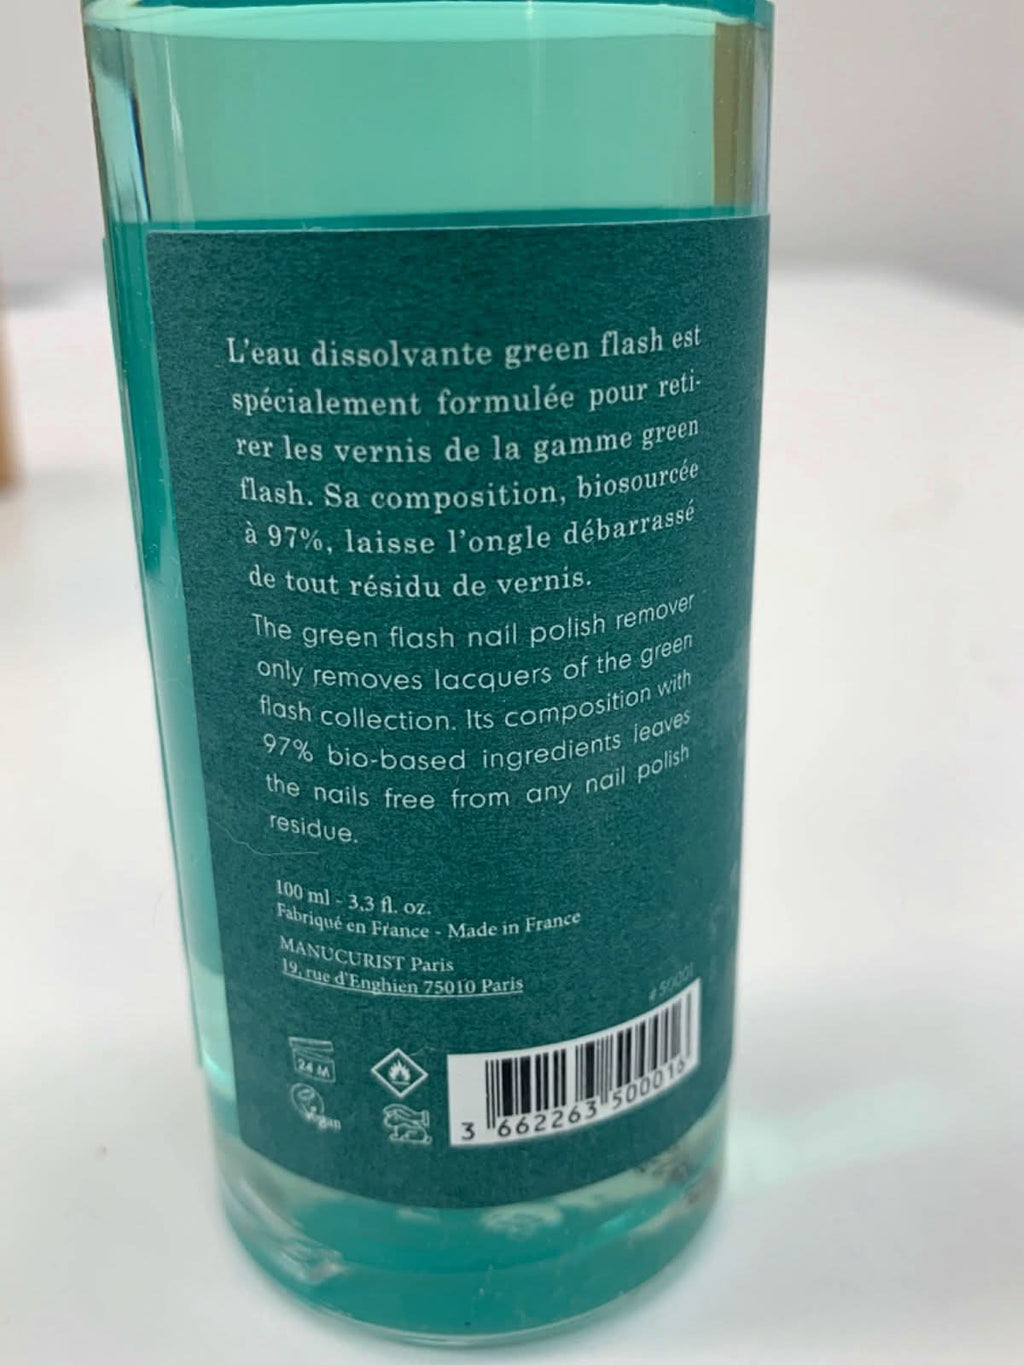 L'eau dissolvante green flash est
spécialement formulée pour reti-
rer les vernis de la gamme green
flash. Sa composition, biosourcée
à 97%, laisse l'ongle débarrassé
de tout résidu de vernis.
The green flash nail polish remover
only removes lacquers of the green
flash collection. Its composition with
97% bio-based ingredients leaves
the nails free from any nail polish
residue.
100 ml - 3,3 fl. oz.
Fabriqué en France - Made in France
MANUCURIST Paris
19, rue d'Enghien 75010 Paris
#50001
24 M
Vegan
3 662263 500016